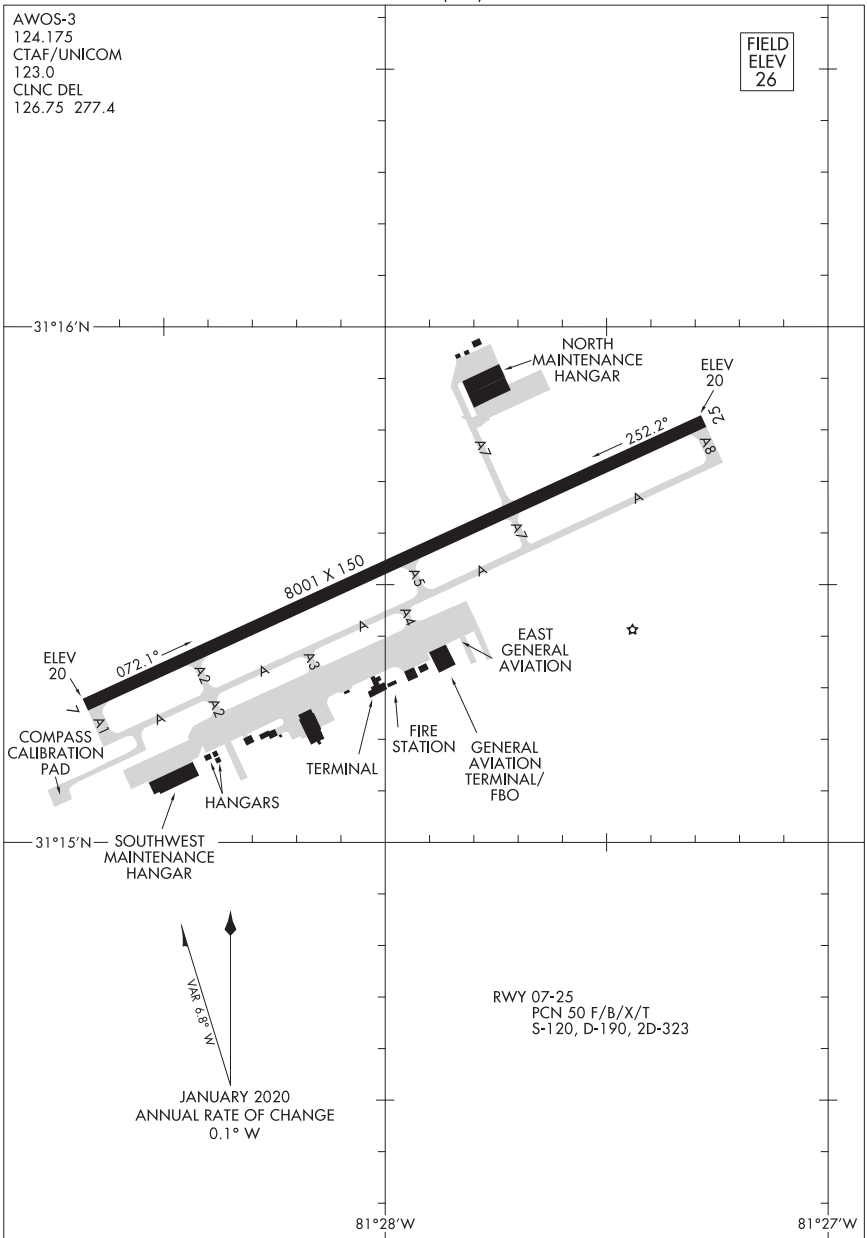 AWOS-3
124.175
CTAF/UNICOM
123.0
CLNC DEL
126.75 277.4
FIELD
ELEV
26
31°16'N
NORTH
MAINTENANCE
HANGAR
ELEV
20
25
252.2°
A8
A7
A
A7
8001 X 150
A5
A
A4
A
EAST
GENERAL
AVIATION
A3
072.1°
A
A2
ELEV
20
A2
7
A1
A
COMPASS
CALIBRATION
PAD
TERMINAL
FIRE
STATION
GENERAL
AVIATION
TERMINAL/
FBO
HANGARS
31°15'N
SOUTHWEST
MAINTENANCE
HANGAR
VAR 6.8° W
RWY 07-25
PCN 50 F/B/X/T
S-120, D-190, 2D-323
JANUARY 2020
ANNUAL RATE OF CHANGE
0.1° W
81°28'W
81°27'W